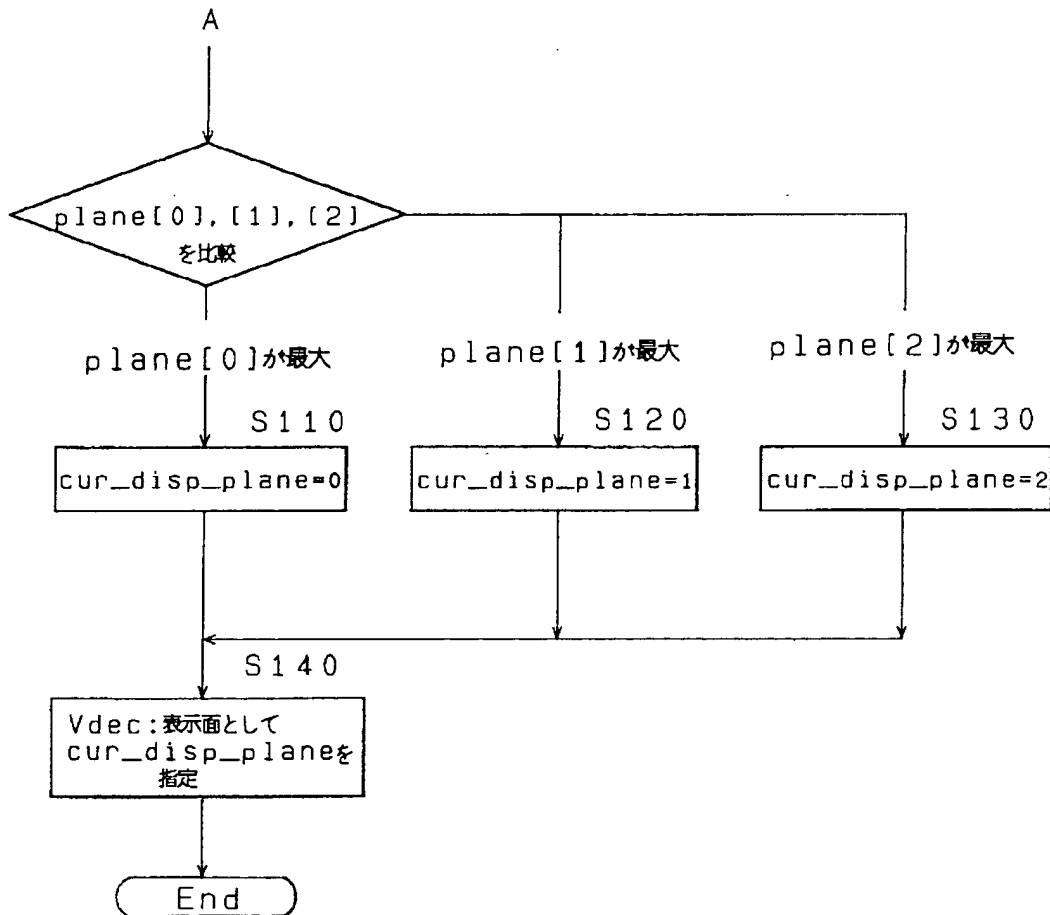 A
plane[0],[1],[2]
を比較
plane[0]が最大
plane[1]が最大
plane[2]が最大
S110
S120
S130
cur_disp_plane=0
cur_disp_plane=1
cur_disp_plane=2
S140
Vdec:表示面として
cur_disp_planeを
指定
End